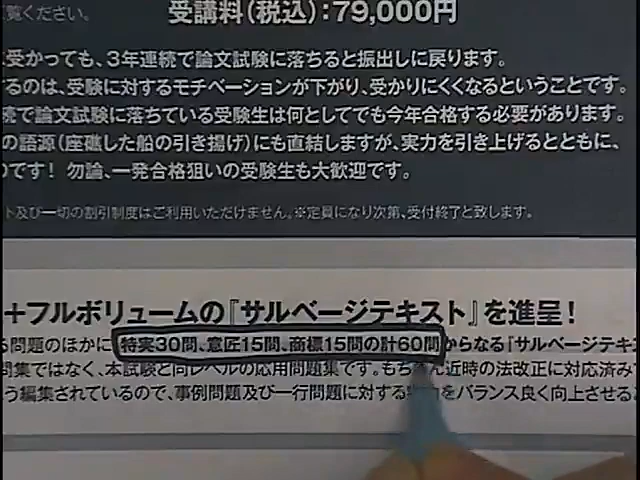 覧ください。 受講料(税込):79,000円
に受かっても、3年連続で論文試験に落ちると振出しに戻ります。
るのは、受験に対するモチベーションが下がり、受かりにくくなるということです。
続で論文試験に落ちている受験生は何としてでも今年合格する必要があります。
の語源(座礁した船の引き揚げ)にも直結しますが、実力を引き上げるとともに、
のです! 勿論、一発合格狙いの受験生も大歓迎です。
ト及び一切の割引制度はご利用いただけません。※定員になり次第、受付終了と致します。
+フルボリュームの『サルベージテキスト』を進呈!
る問題のほかに特実30問、意匠15問、商標15問の計60問からなる『サルベージテキス
問集ではなく、本試験と同レベルの応用問題集です。もちろん近時の法改正に対応済み
う編集されているので、事例問題及び一行問題に対する をバランス良く向上させる